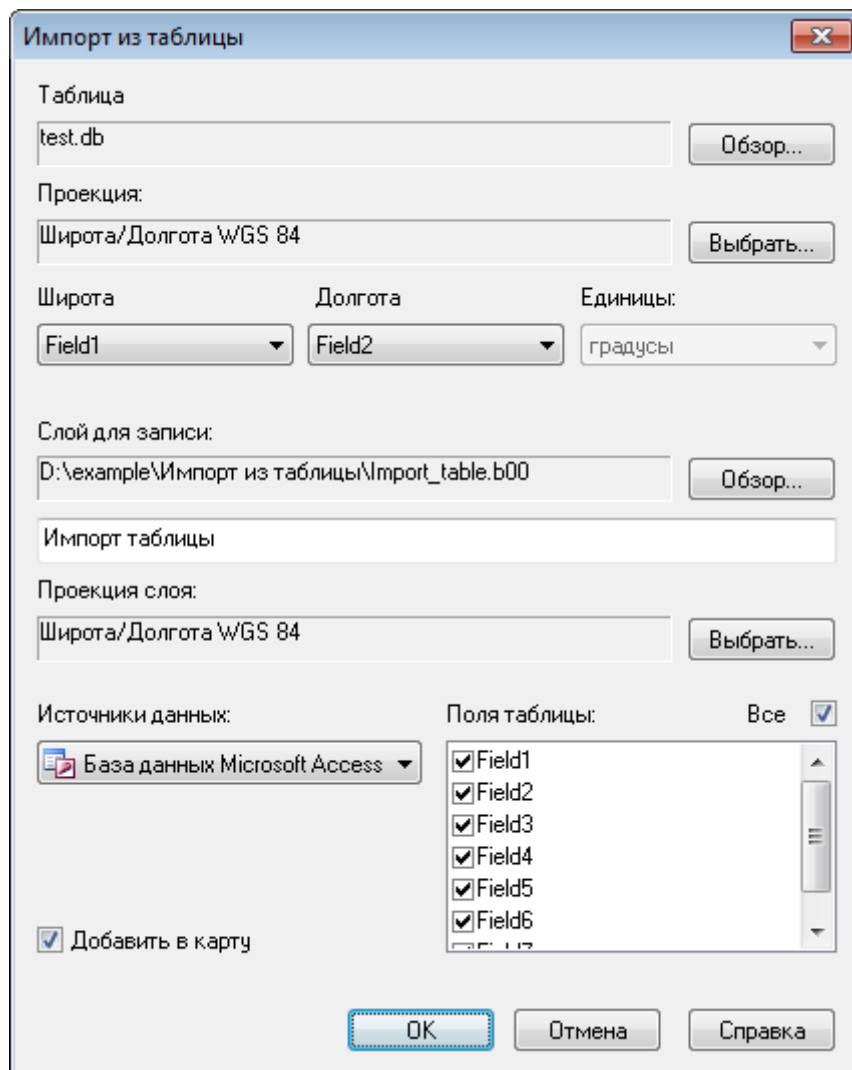 Импорт из таблицы
Таблица
test.db
Обзор...
Проекция:
Широта/Долгота WGS 84
Выбрать...
Широта Долгота Единицы:
Field1 Field2 градусы
Слой для записи:
D:\example\Импорт из таблицы\Import_table.b00
Обзор...
Импорт таблицы
Проекция слоя:
Широта/Долгота WGS 84
Выбрать...
Источники данных:
База данных Microsoft Access
Поля таблицы: Все
Field1
Field2
Field3
Field4
Field5
Field6
Добавить в карту
OK Отмена Справка